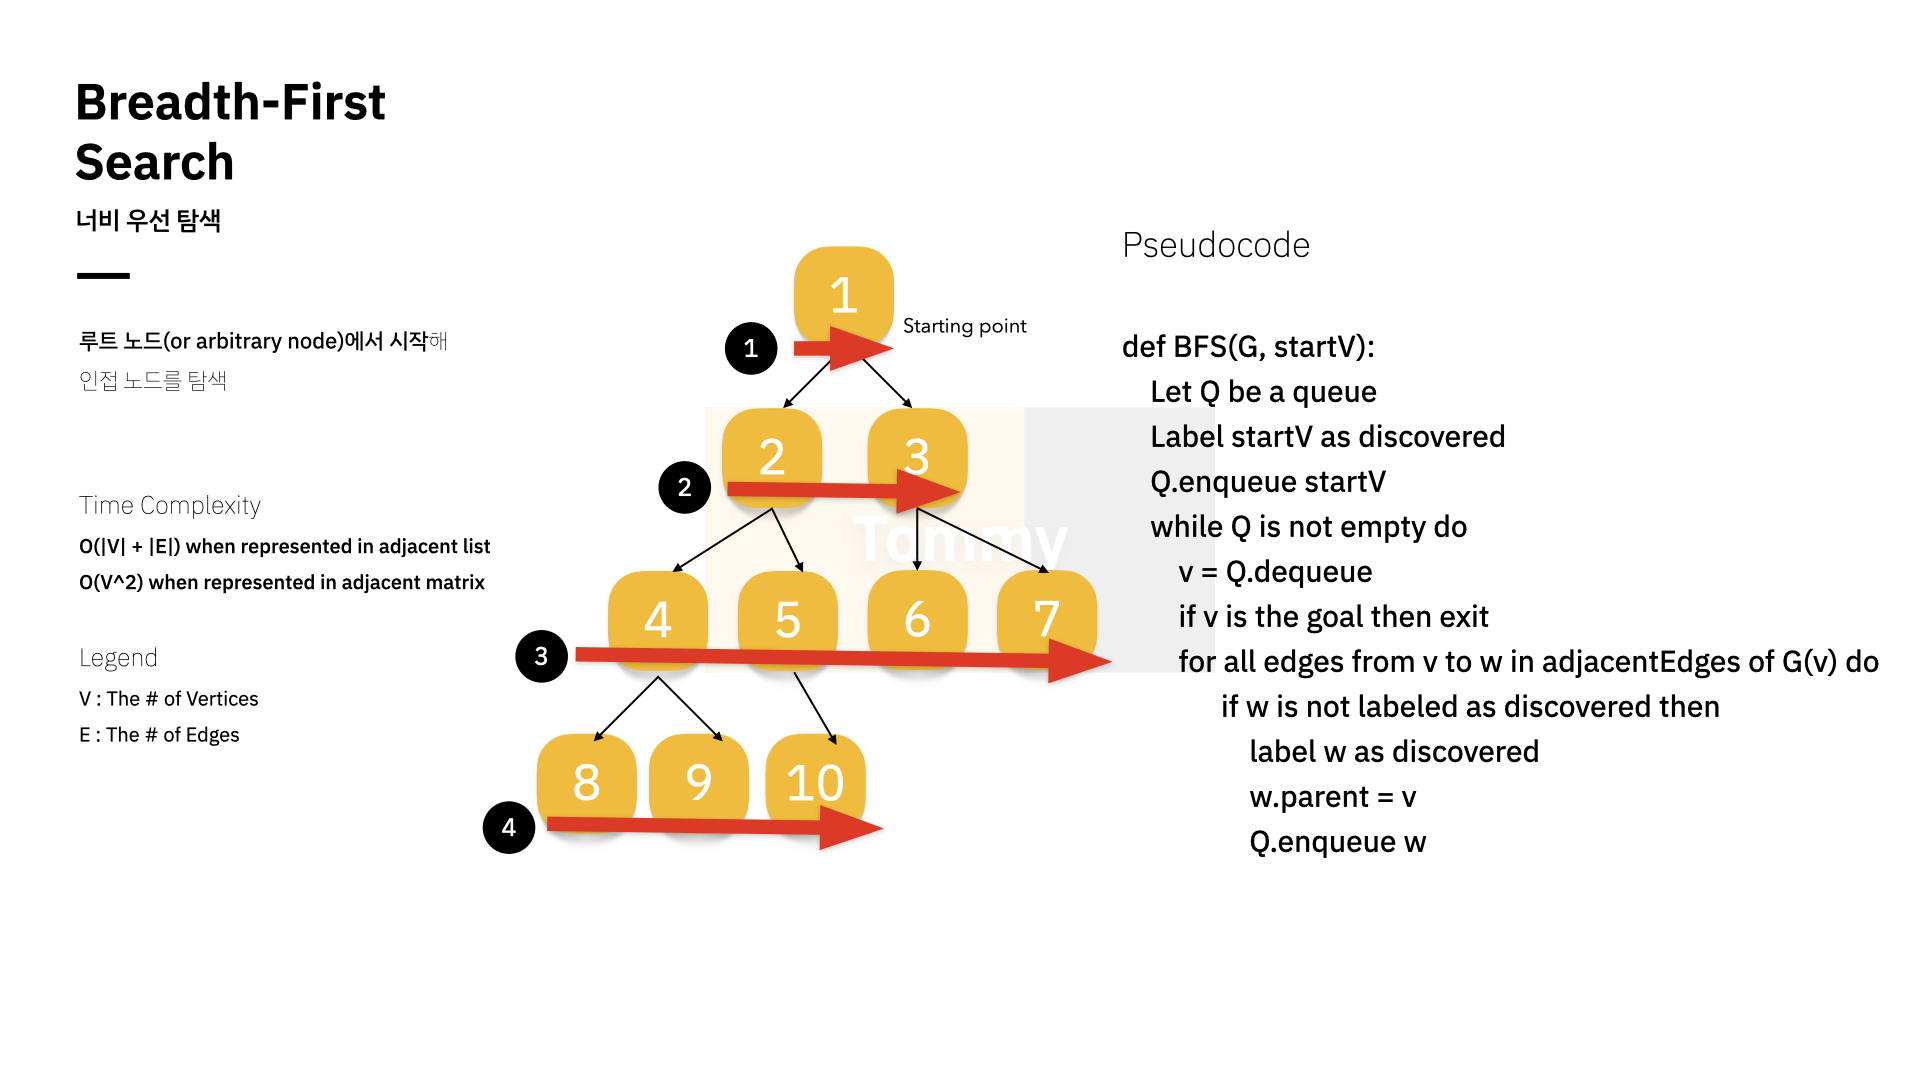 Breadth-First
Search
너비 우선 탐색
루트 노드(or arbitrary node)에서 시작해
인접 노드를 탐색
Time Complexity
O(|V| + |E|) when represented in adjacent list
O(V^2) when represented in adjacent matrix
Legend
V : The # of Vertices
E : The # of Edges
1
1
Starting point
2
3
2
Tommy
4
5
6
7
3
8
9
10
4
Pseudocode
def BFS(G, startV):
Let Q be a queue
Label startV as discovered
Q.enqueue startV
while Q is not empty do
v = Q.dequeue
if v is the goal then exit
for all edges from v to w in adjacentEdges of G(v) do
if w is not labeled as discovered then
label w as discovered
w.parent = v
Q.enqueue w